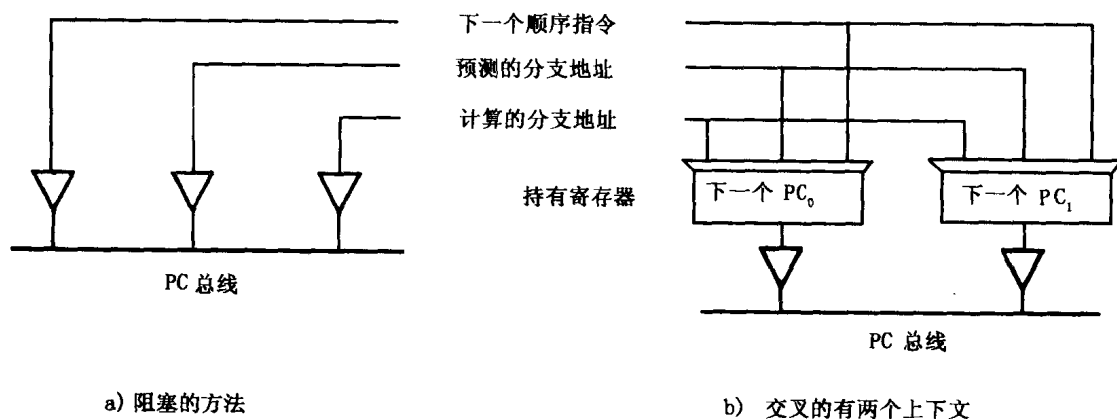 下一个顺序指令
预测的分支地址
计算的分支地址
持有寄存器
下一个 PC₀
下一个 PC₁
PC 总线
PC 总线
a) 阻塞的方法
b) 交叉的有两个上下文